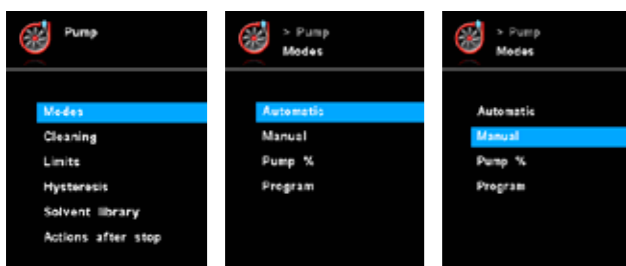 Pump
Modes
Cleaning
Limits
Hysteresis
Solvent library
Actions after stop
> Pump
Modes
Automatic
Manual
Pump %
Program
> Pump
Modes
Automatic
Manual
Pump %
Program